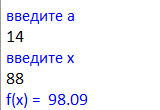 введите a
14
введите x
88
f(x) = 98.09